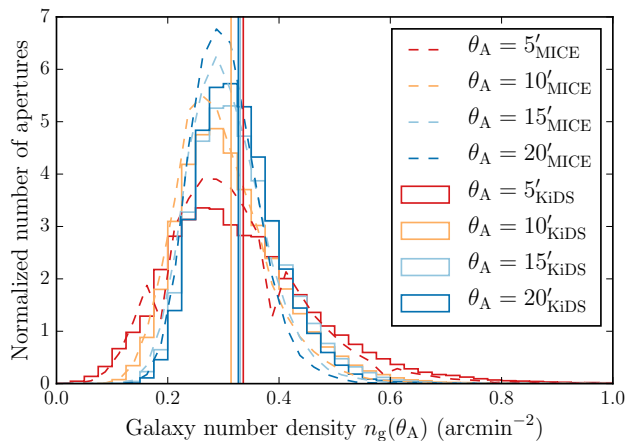 7
6
5
4
3
2
1
0
Normalized number of apertures
θ_A = 5′_MICE
θ_A = 10′_MICE
θ_A = 15′_MICE
θ_A = 20′_MICE
θ_A = 5′_KiDS
θ_A = 10′_KiDS
θ_A = 15′_KiDS
θ_A = 20′_KiDS
0.0 0.2 0.4 0.6 0.8 1.0
Galaxy number density n_g(θ_A) (arcmin⁻²)